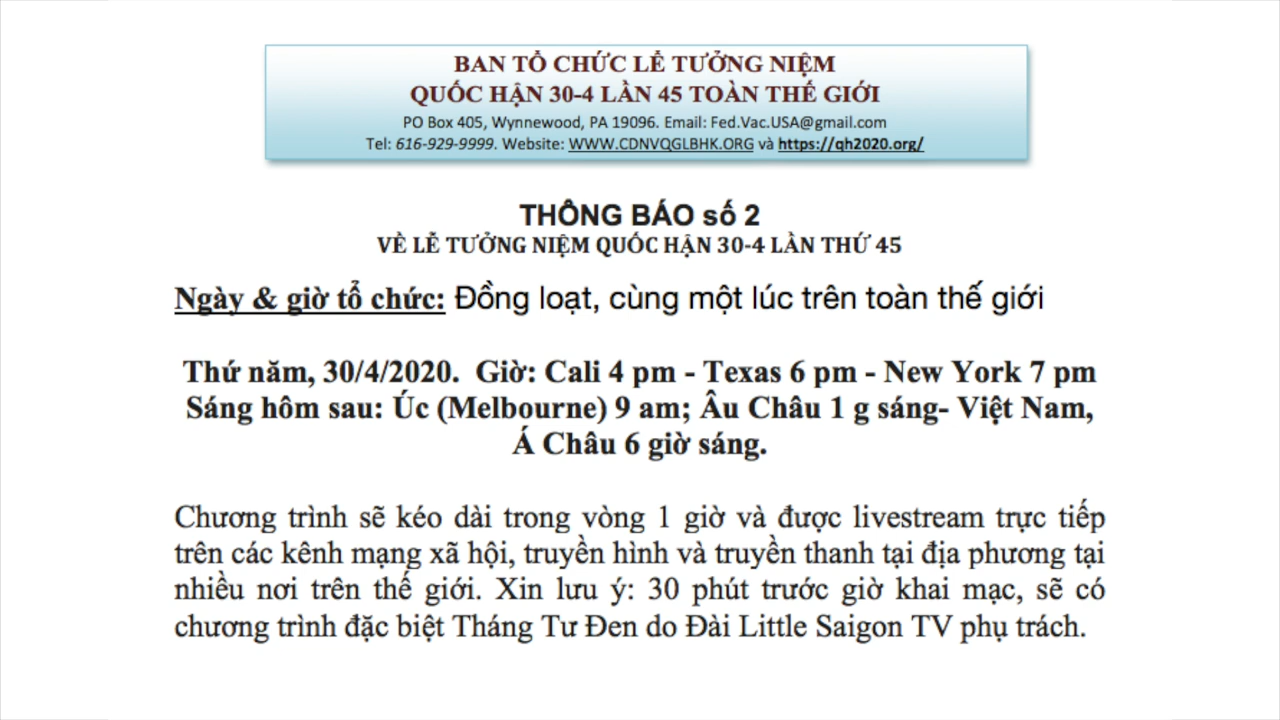 BAN TỔ CHỨC LỄ TƯỞNG NIỆM
QUỐC HẬN 30-4 LẦN 45 TOÀN THẾ GIỚI
PO Box 405, Wynnewood, PA 19096. Email: Fed.Vac.USA@gmail.com
Tel: 616-929-9999. Website: WWW.CDNVQGLBHK.ORG và https://qh2020.org/
THÔNG BÁO số 2
VỀ LỄ TƯỞNG NIỆM QUỐC HẬN 30-4 LẦN THỨ 45
Ngày & giờ tổ chức: Đồng loạt, cùng một lúc trên toàn thế giới
Thứ năm, 30/4/2020. Giờ: Cali 4 pm - Texas 6 pm - New York 7 pm
Sáng hôm sau: Úc (Melbourne) 9 am; Âu Châu 1 g sáng- Việt Nam,
Á Châu 6 giờ sáng.
Chương trình sẽ kéo dài trong vòng 1 giờ và được livestream trực tiếp
trên các kênh mạng xã hội, truyền hình và truyền thanh tại địa phương tại
nhiều nơi trên thế giới. Xin lưu ý: 30 phút trước giờ khai mạc, sẽ có
chương trình đặc biệt Tháng Tư Đen do Đài Little Saigon TV phụ trách.